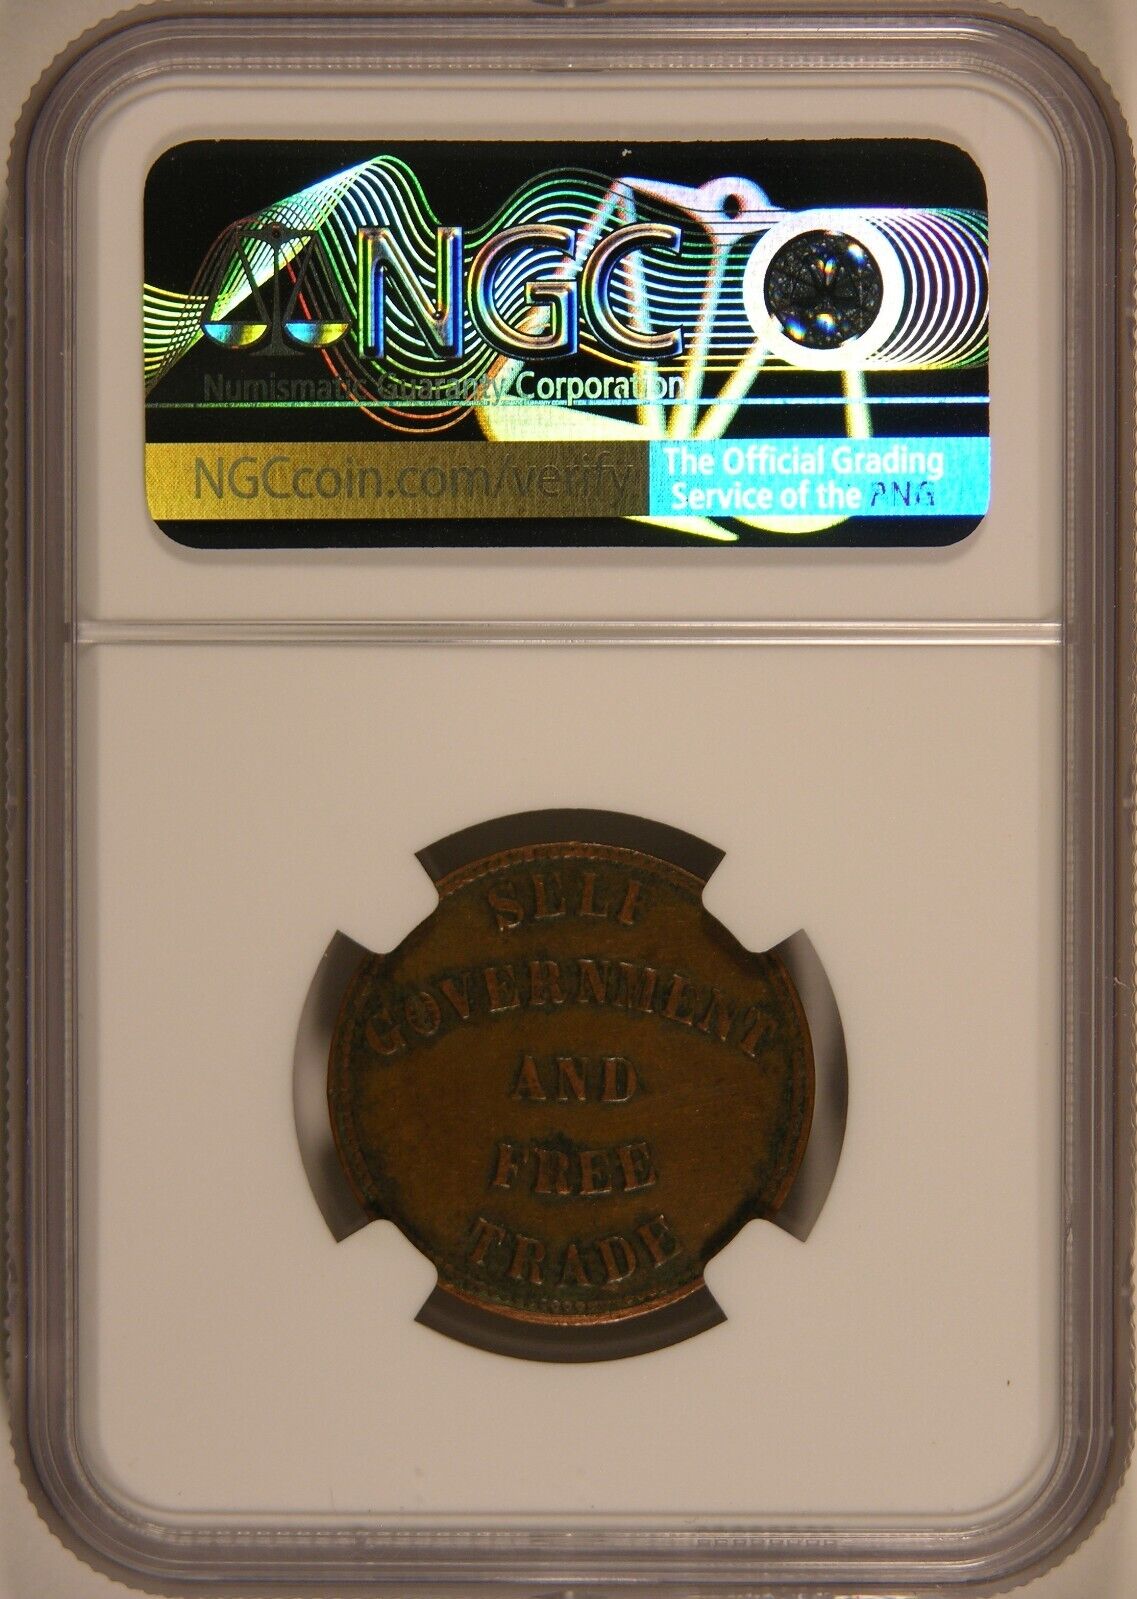 NGC
Numismatic Guaranty Corporation
NGCcoin.com/verify
The Official Grading
Service of the PNG
SELF
GOVERNMENT
AND
FREE
TRADE